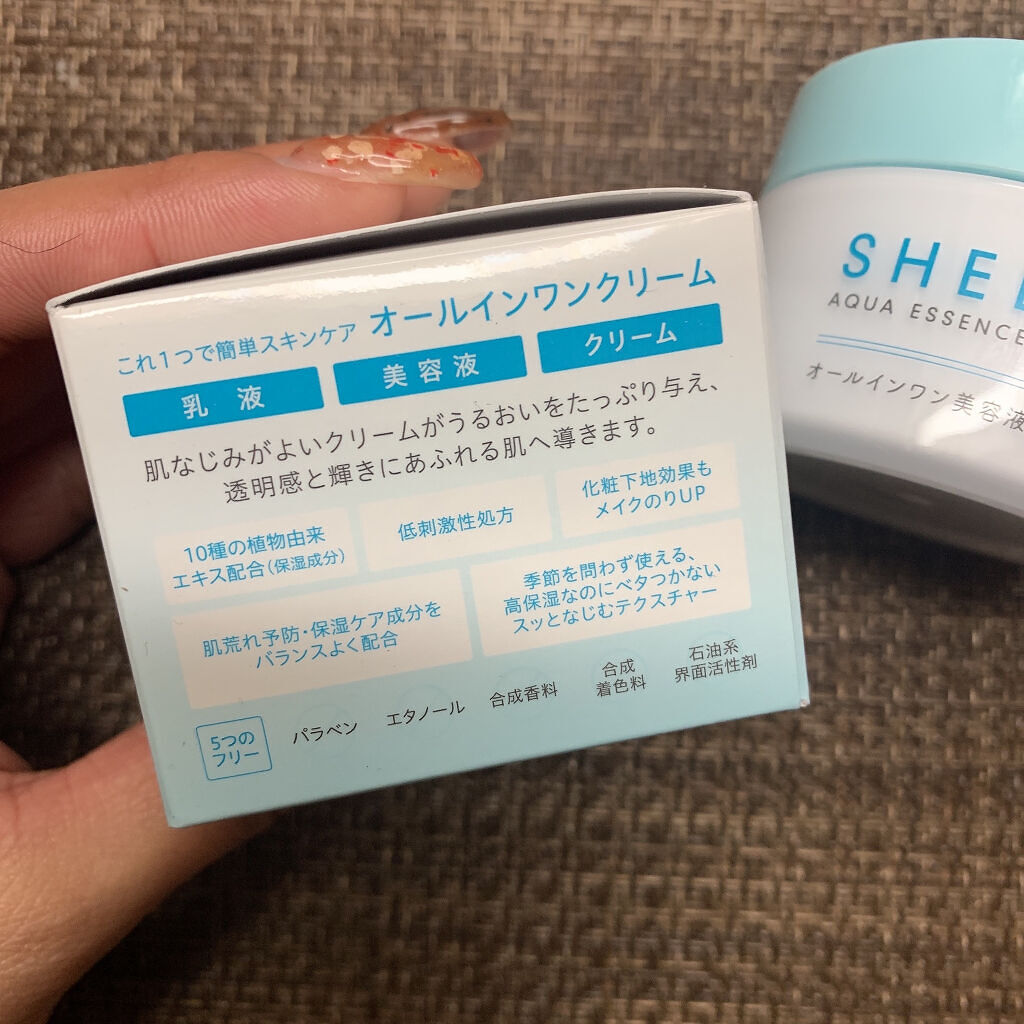 これ1つで簡単スキンケア オールインワンクリーム
乳液 美容液 クリーム
肌なじみがよいクリームがうるおいをたっぷり与え、
透明感と輝きにあふれる肌へ導きます。
10種の植物由来
エキス配合(保湿成分)
低刺激性処方
化粧下地効果も
メイクのりUP
肌荒れ予防・保湿ケア成分を
バランスよく配合
季節を問わず使える、
高保湿なのにベタつかない
スッとなじむテクスチャー
5つの
フリー
パラベン
エタノール
合成香料
合成
着色料
石油系
界面活性剤
AQUA ESSENCE
オールインワン美容液